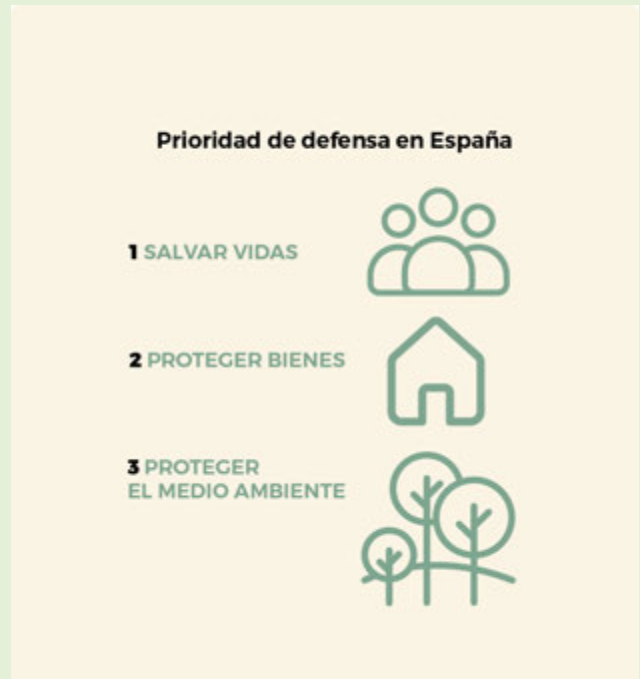 Prioridad de defensa en España
1 SALVAR VIDAS
2 PROTEGER BIENES
3 PROTEGER
EL MEDIO AMBIENTE